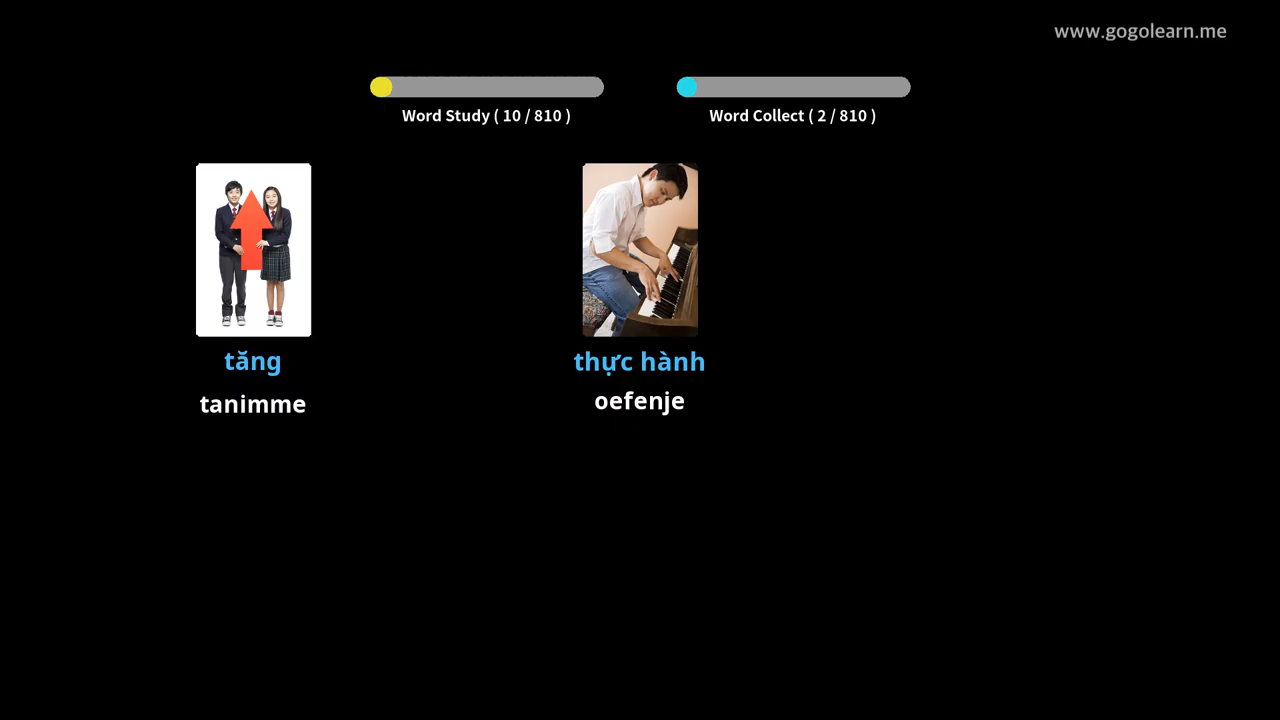 www.gogolearn.me
Word Study ( 10 / 810 )
Word Collect ( 2 / 810 )
tăng
tanimme
thực hành
oefenje